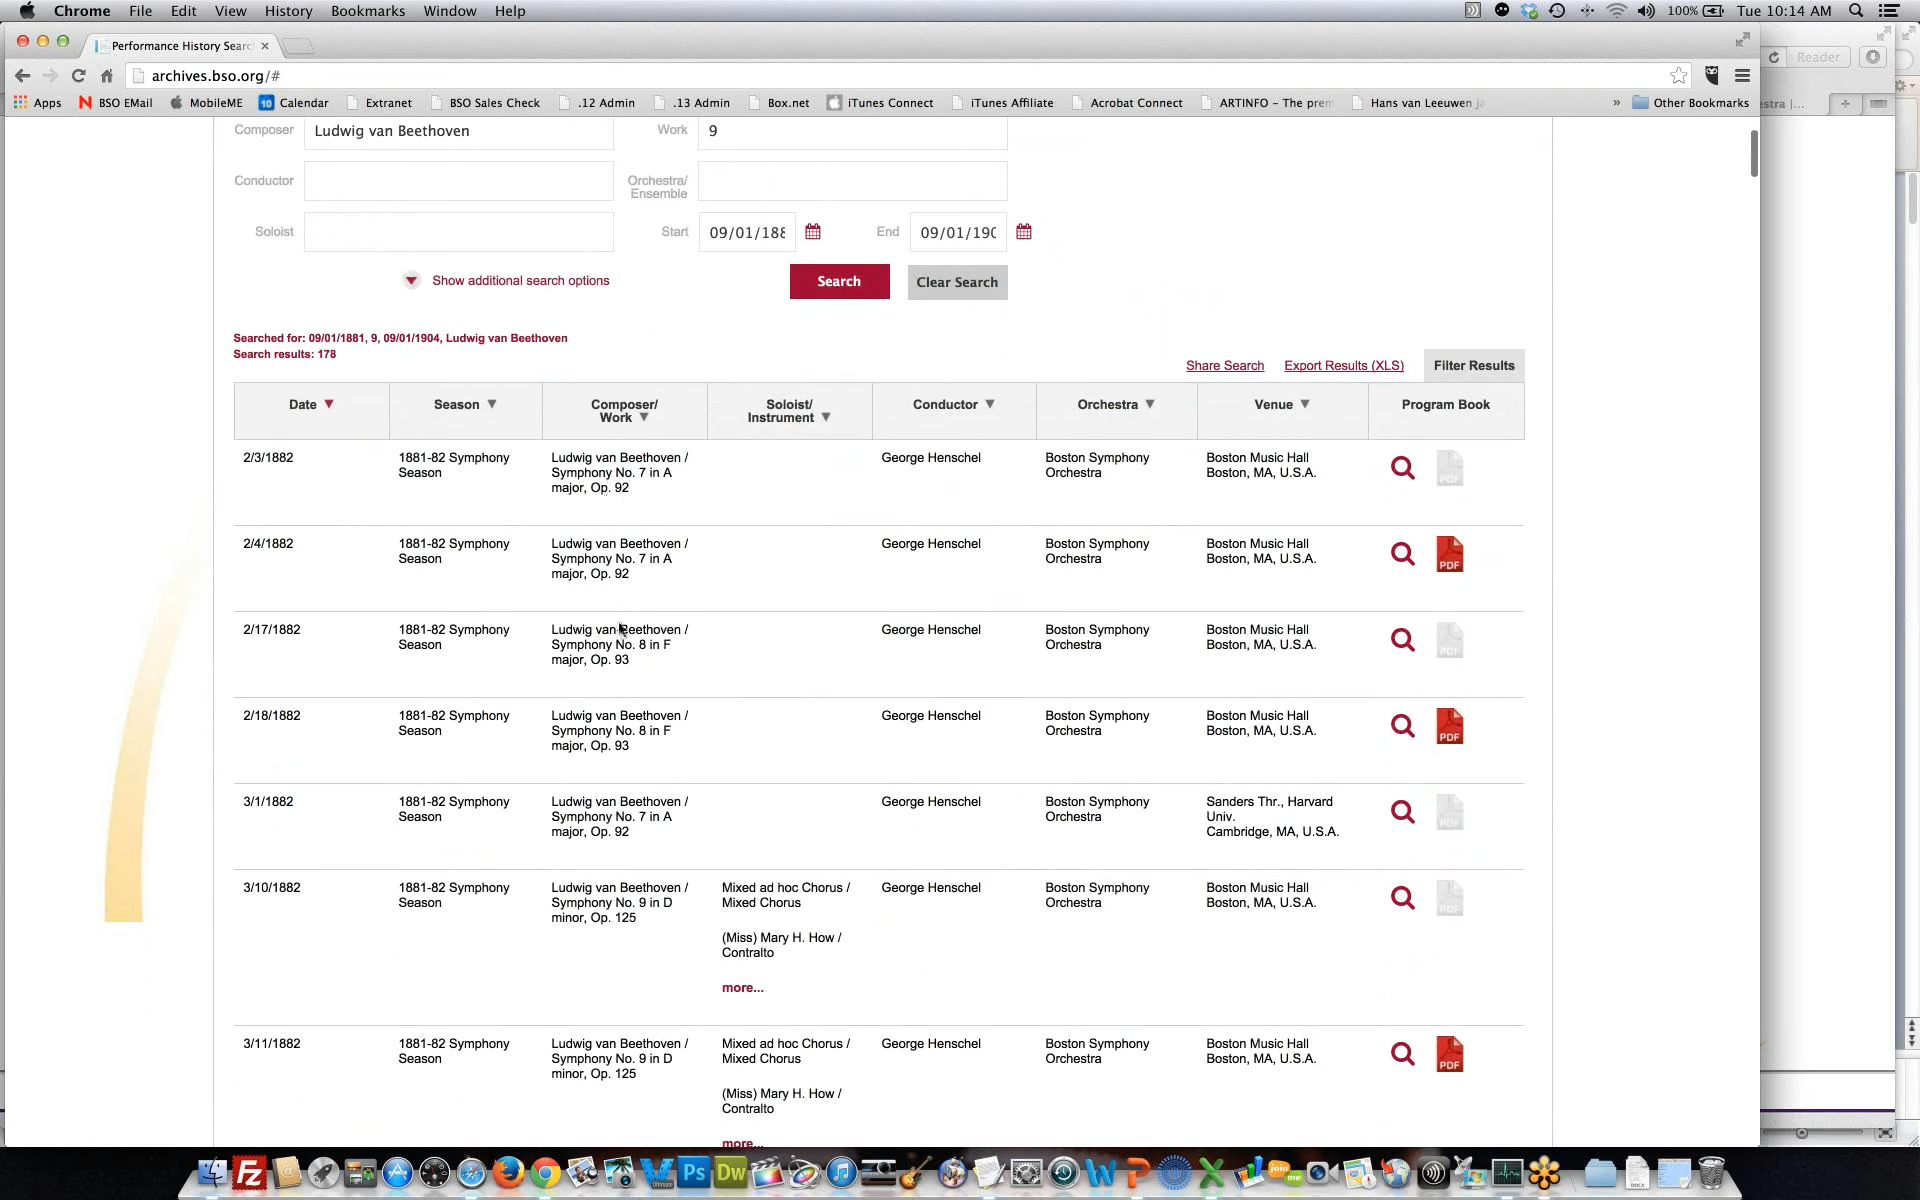 Chrome File Edit View History Bookmarks Window Help 100% Tue 10:14 AM
Performance History Searc
Reader
archives.bso.org/#
Apps BSO EMail MobileME 10 Calendar Extranet BSO Sales Check .12 Admin .13 Admin Box.net iTunes Connect iTunes Affiliate Acrobat Connect ARTINFO – The prem Hans van Leeuwen » Other Bookmarks
Composer Ludwig van Beethoven Work 9
Conductor Orchestra/
Ensemble
Soloist Start 09/01/188 End 09/01/190
Show additional search options Search Clear Search
Searched for: 09/01/1881, 9, 09/01/1904, Ludwig van Beethoven
Search results: 178
Share Search Export Results (XLS) Filter Results
Date Season Composer/ Soloist/ Conductor Orchestra Venue Program Book
Work Instrument
2/3/1882 1881-82 Symphony Ludwig van Beethoven / George Henschel Boston Symphony Boston Music Hall
Season Symphony No. 7 in A Orchestra Boston, MA, U.S.A. PDF
major, Op. 92
2/4/1882 1881-82 Symphony Ludwig van Beethoven / George Henschel Boston Symphony Boston Music Hall
Season Symphony No. 7 in A Orchestra Boston, MA, U.S.A. PDF
major, Op. 92
2/17/1882 1881-82 Symphony Ludwig van Beethoven / George Henschel Boston Symphony Boston Music Hall
Season Symphony No. 8 in F Orchestra Boston, MA, U.S.A. PDF
major, Op. 93
2/18/1882 1881-82 Symphony Ludwig van Beethoven / George Henschel Boston Symphony Boston Music Hall
Season Symphony No. 8 in F Orchestra Boston, MA, U.S.A. PDF
major, Op. 93
3/1/1882 1881-82 Symphony Ludwig van Beethoven / George Henschel Boston Symphony Sanders Thr., Harvard
Season Symphony No. 7 in A Orchestra Univ. PDF
major, Op. 92 Cambridge, MA, U.S.A.
3/10/1882 1881-82 Symphony Ludwig van Beethoven / Mixed ad hoc Chorus / George Henschel Boston Symphony Boston Music Hall
Season Symphony No. 9 in D Mixed Chorus Orchestra Boston, MA, U.S.A. PDF
minor, Op. 125
(Miss) Mary H. How /
Contralto
more...
3/11/1882 1881-82 Symphony Ludwig van Beethoven / Mixed ad hoc Chorus / George Henschel Boston Symphony Boston Music Hall
Season Symphony No. 9 in D Mixed Chorus Orchestra Boston, MA, U.S.A. PDF
minor, Op. 125
(Miss) Mary H. How /
Contralto
more...
Fz Ps Dw join me